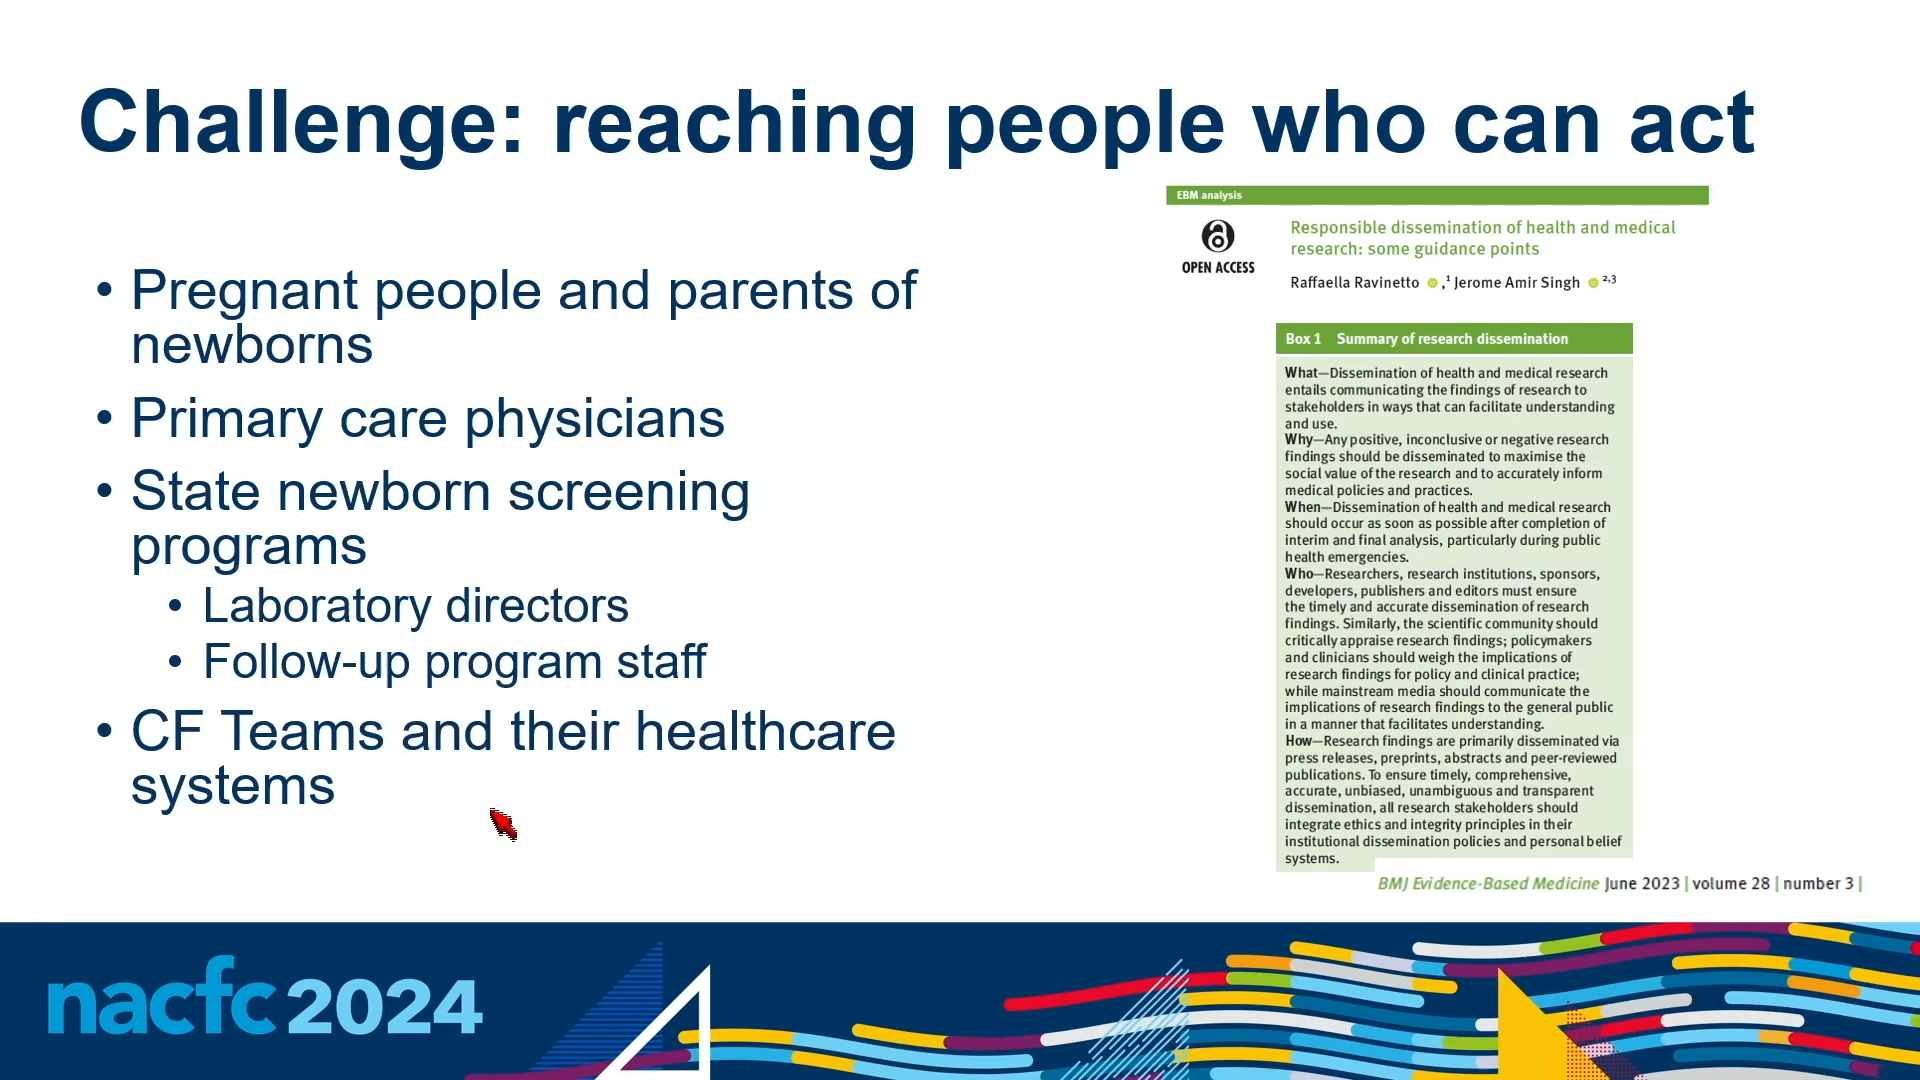 Challenge: reaching people who can act
• Pregnant people and parents of
newborns
• Primary care physicians
• State newborn screening
programs
• Laboratory directors
• Follow-up program staff
• CF Teams and their healthcare
systems
EBM analysis
OPEN ACCESS
Responsible dissemination of health and medical
research: some guidance points
Raffaella Ravinetto ,1 Jerome Amir Singh 2,3
Box 1 Summary of research dissemination
What—Dissemination of health and medical research
entails communicating the findings of research to
stakeholders in ways that can facilitate understanding
and use.
Why—Any positive, inconclusive or negative research
findings should be disseminated to maximise the
social value of the research and to accurately inform
medical policies and practices.
When—Dissemination of health and medical research
should occur as soon as possible after completion of
interim and final analysis, particularly during public
health emergencies.
Who—Researchers, research institutions, sponsors,
developers, publishers and editors must ensure
the timely and accurate dissemination of research
findings. Similarly, the scientific community should
critically appraise research findings; policymakers
and clinicians should weigh the implications of
research findings for policy and clinical practice;
while mainstream media should communicate the
implications of research findings to the general public
in a manner that facilitates understanding.
How—Research findings are primarily disseminated via
press releases, preprints, abstracts and peer-reviewed
publications. To ensure timely, comprehensive,
accurate, unbiased, unambiguous and transparent
dissemination, all research stakeholders should
integrate ethics and integrity principles in their
institutional dissemination policies and personal belief
systems.
BMJ Evidence-Based Medicine June 2023 | volume 28 | number 3 |
nacfc 2024